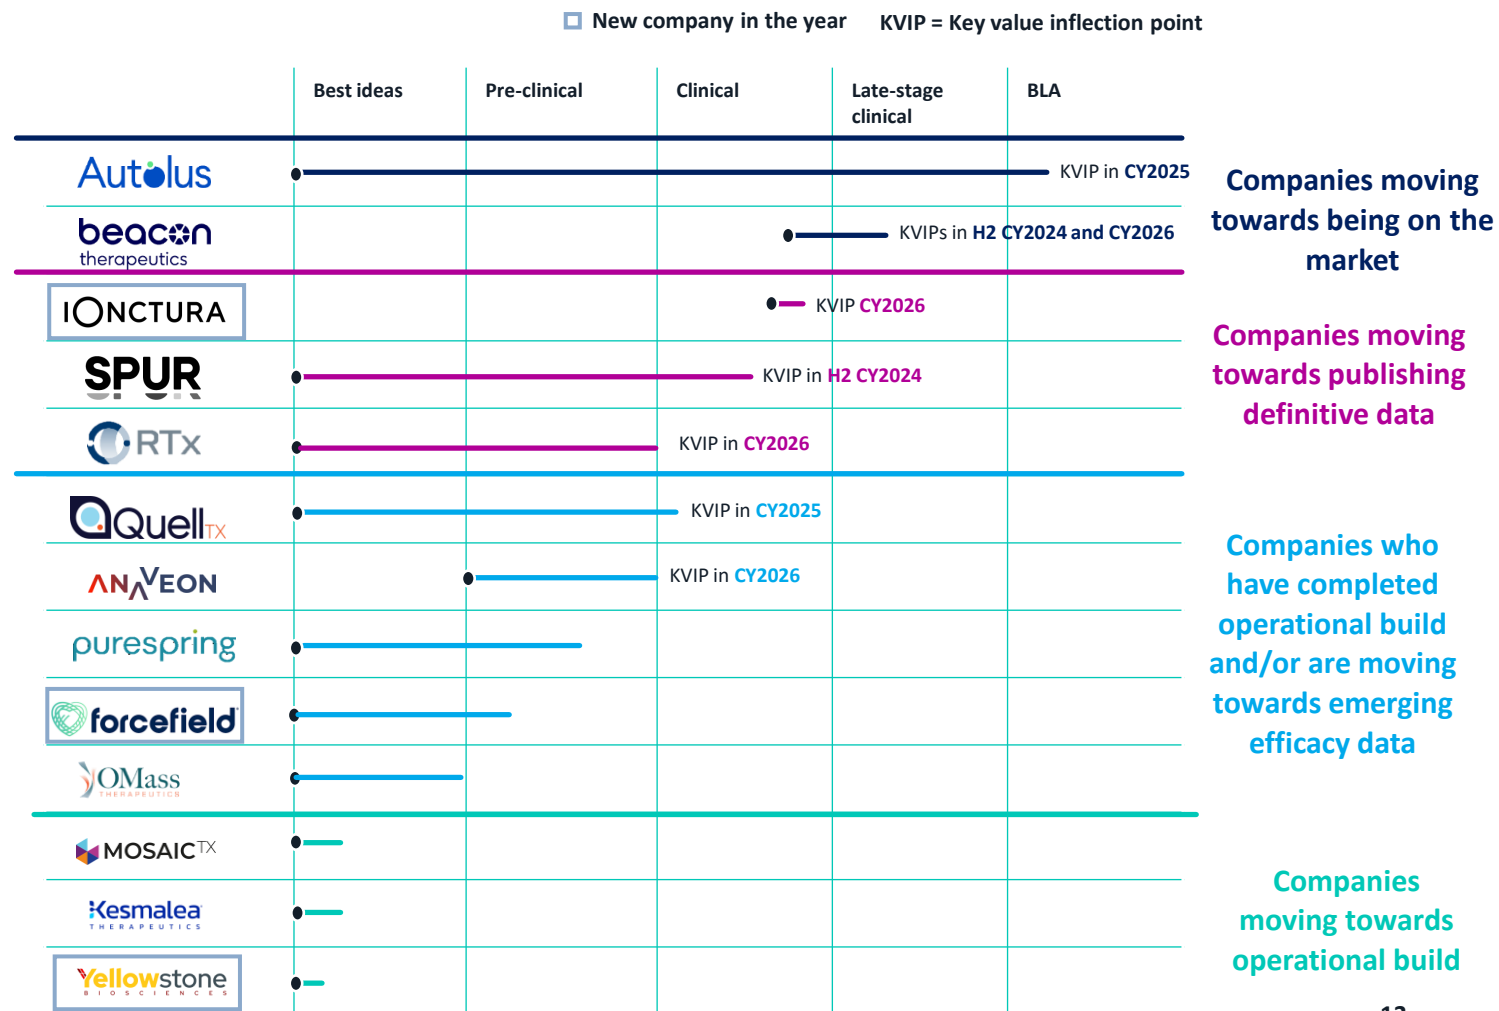 New company in the year
KVIP = Key value inflection point
Best ideas
Pre-clinical
Clinical
Late-stage
clinical
BLA
Autolus
KVIP in CY2025
beacon
therapeutics
KVIPs in H2 CY2024 and CY2026
Companies moving
towards being on the
market
IONCTURA
KVIP CY2026
SPUR
KVIP in H2 CY2024
RTx
KVIP in CY2026
Companies moving
towards publishing
definitive data
QuellTX
KVIP in CY2025
ANAVEON
KVIP in CY2026
purespring
forcefield
OMass
THERAPEUTICS
Companies who
have completed
operational build
and/or are moving
towards emerging
efficacy data
MOSAICTX
Kesmalea
THERAPEUTICS
Yellowstone
BIOSCIENCES
Companies
moving towards
operational build